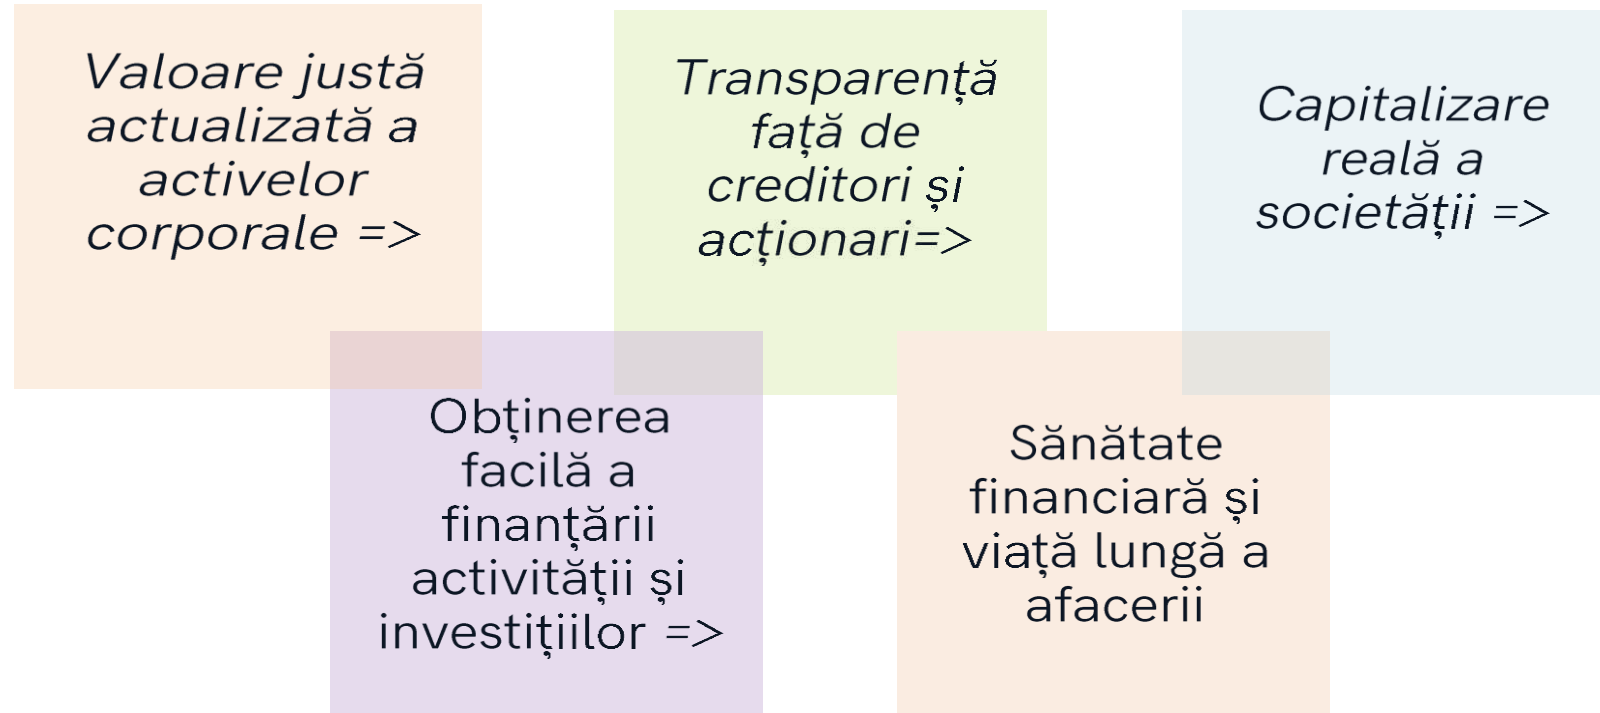 Valoare justă
actualizată a
activelor
corporale =>
Transparență
față de
creditori și
acționari=>
Capitalizare
reală a
societății =>
Obținerea
facilă a
finanțării
activității și
investițiilor =>
Sănătate
financiară și
viață lungă a
afacerii